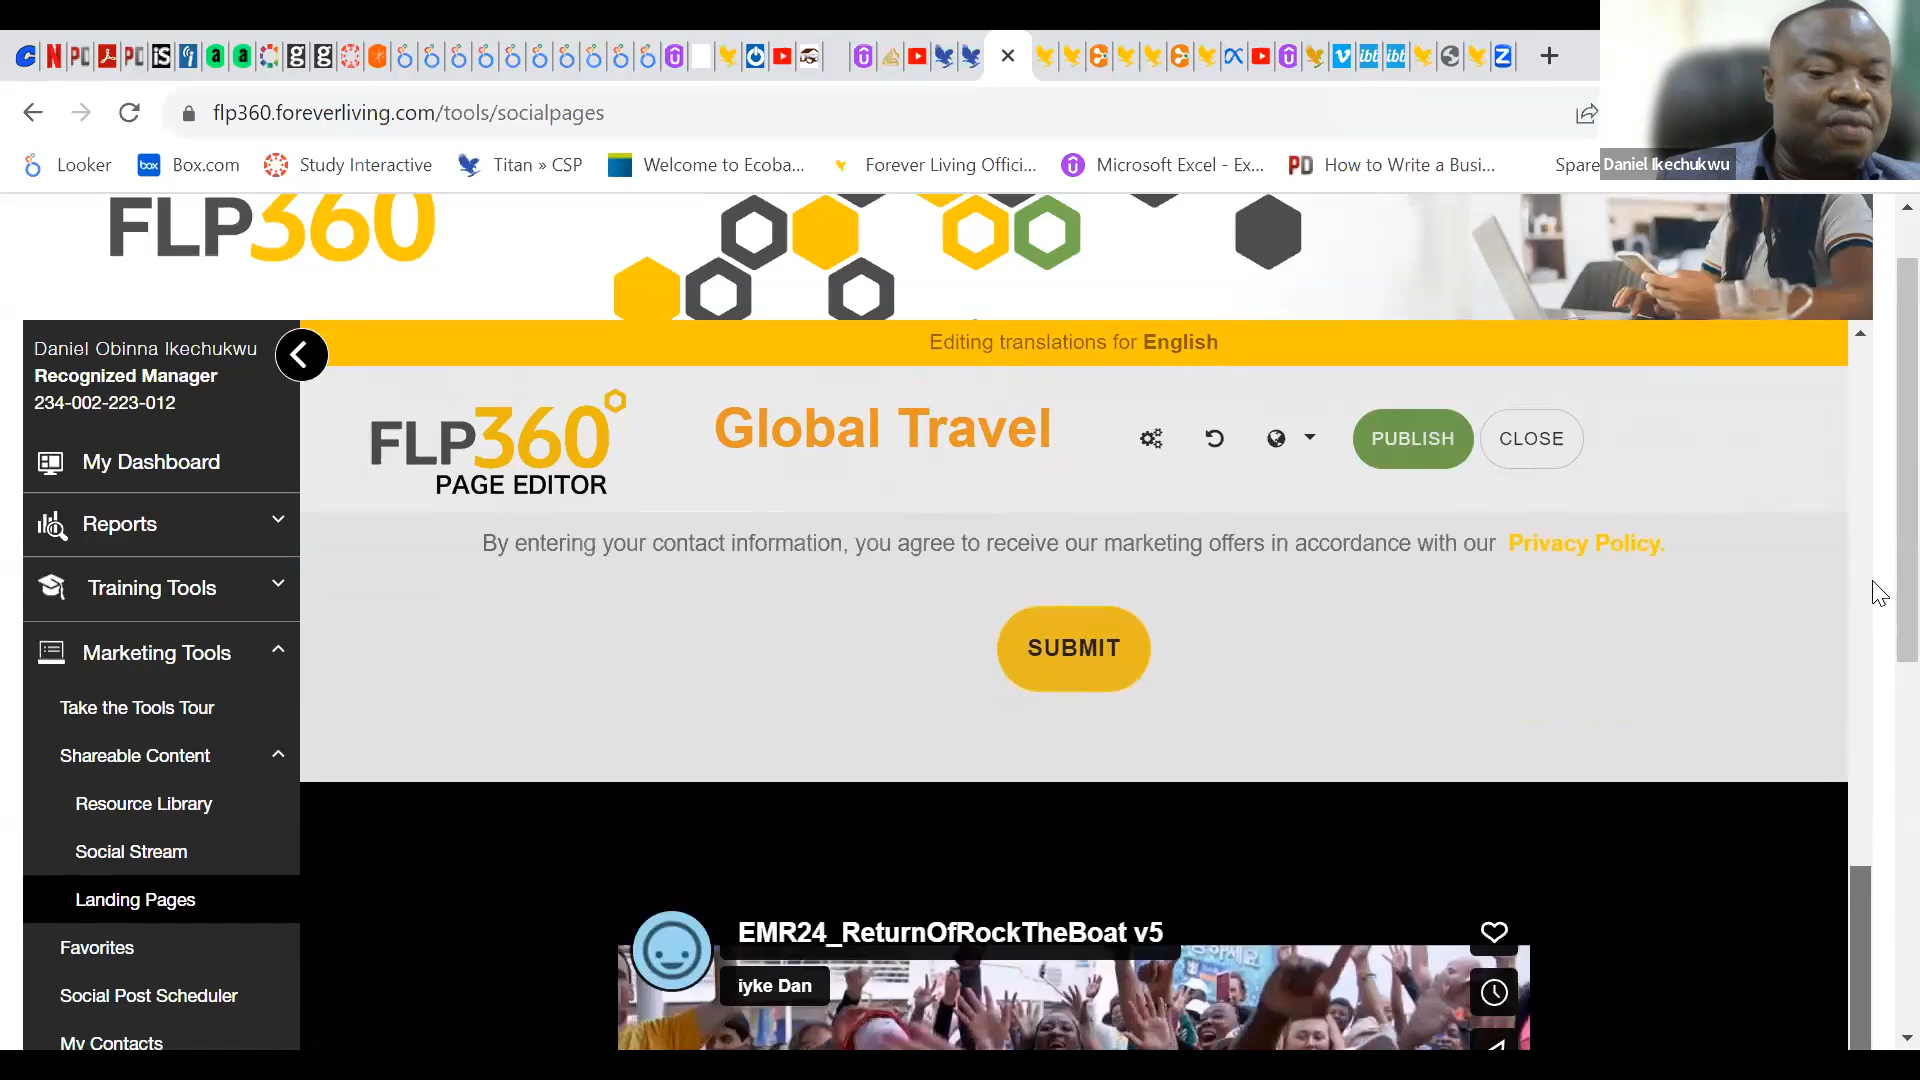 flp360.foreverliving.com/tools/socialpages
Looker
Box.com
Study Interactive
Titan » CSP
Welcome to Ecoba...
Forever Living Offici...
Microsoft Excel - Ex...
How to Write a Busi...
Spare
Daniel Ikechukwu
FLP360
Daniel Obinna Ikechukwu
Recognized Manager
234-002-223-012
My Dashboard
Reports
Training Tools
Marketing Tools
Take the Tools Tour
Shareable Content
Resource Library
Social Stream
Landing Pages
Favorites
Social Post Scheduler
My Contacts
Editing translations for English
FLP360
PAGE EDITOR
Global Travel
PUBLISH
CLOSE
By entering your contact information, you agree to receive our marketing offers in accordance with our Privacy Policy.
SUBMIT
EMR24_ReturnOfRockTheBoat v5
iyke Dan